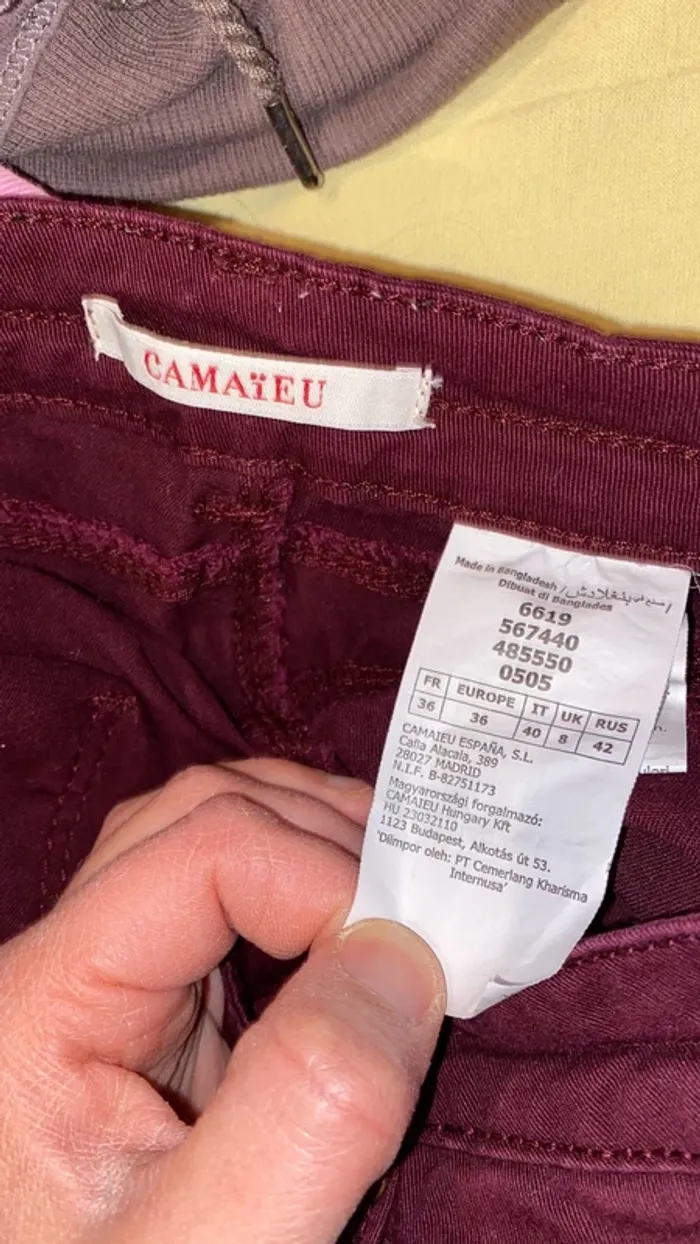 CAMAïEU
Made in Bangladesh /
Dibuat di Banglades
6619
567440
485550
0505
FR EUROPE IT UK RUS
36 36 40 8 42
CAMAIEU ESPAÑA, S.L.
Calla Alacala, 389
28027 MADRID
N.I.F. B-82751173
Magyarországi forgalmazó:
CAMAIEU Hungary Kft
HU 23032110
1123 Budapest, Alkotás út 53.
'Diimpor oleh: PT Cemerlang Kharisma
Internusa'